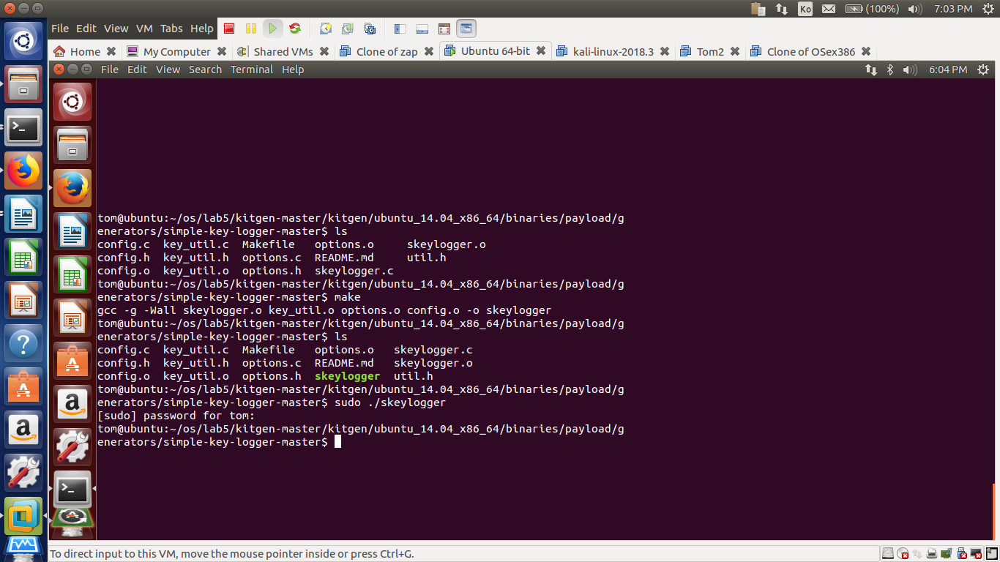 Ko (100%) 7:03 PM
File Edit View VM Tabs Help
Home My Computer Shared VMs Clone of zap Ubuntu 64-bit kali-linux-2018.3 Tom2 Clone of OSex386
File Edit View Search Terminal Help 6:04 PM
tom@ubuntu:~/os/lab5/kitgen-master/kitgen/ubuntu_14.04_x86_64/binaries/payload/g
enerators/simple-key-logger-master$ ls
config.c key_util.c Makefile options.o skeylogger.o
config.h key_util.h options.c README.md util.h
config.o key_util.o options.h skeylogger.c
tom@ubuntu:~/os/lab5/kitgen-master/kitgen/ubuntu_14.04_x86_64/binaries/payload/g
enerators/simple-key-logger-master$ make
gcc -g -Wall skeylogger.o key_util.o options.o config.o -o skeylogger
tom@ubuntu:~/os/lab5/kitgen-master/kitgen/ubuntu_14.04_x86_64/binaries/payload/g
enerators/simple-key-logger-master$ ls
config.c key_util.c Makefile options.o skeylogger.c
config.h key_util.h options.c README.md skeylogger.o
config.o key_util.o options.h skeylogger util.h
tom@ubuntu:~/os/lab5/kitgen-master/kitgen/ubuntu_14.04_x86_64/binaries/payload/g
enerators/simple-key-logger-master$ sudo ./skeylogger
[sudo] password for tom:
tom@ubuntu:~/os/lab5/kitgen-master/kitgen/ubuntu_14.04_x86_64/binaries/payload/g
enerators/simple-key-logger-master$
To direct input to this VM, move the mouse pointer inside or press Ctrl+G.